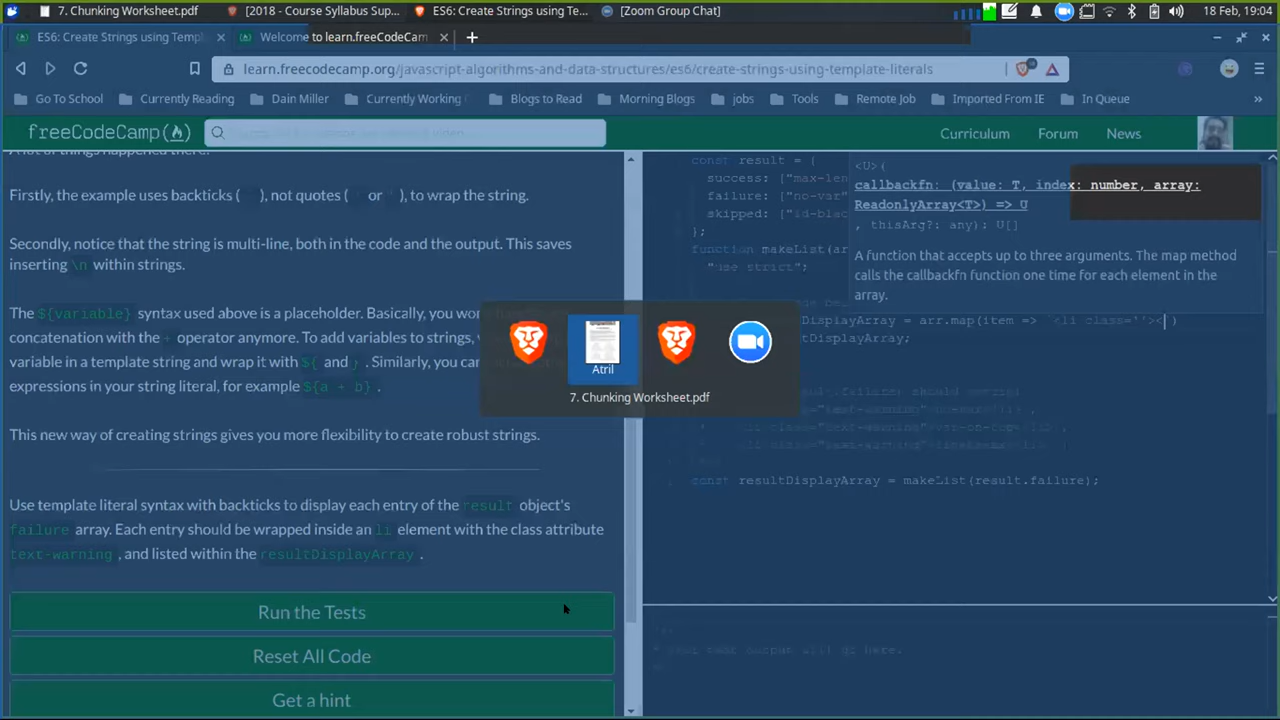 7. Chunking Worksheet.pdf
[2018 - Course Syllabus Sup...
ES6: Create Strings using Te...
[Zoom Group Chat]
18 Feb, 19:04
ES6: Create Strings using Templ
Welcome to learn.freeCodeCam
learn.freecodecamp.org/javascript-algorithms-and-data-structures/es6/create-strings-using-template-literals
Go To School
Currently Reading
Dain Miller
Currently Working
Blogs to Read
Morning Blogs
jobs
Tools
Remote Job
Imported From IE
In Queue
»
freeCodeCamp
Curriculum
Forum
News
Firstly, the example uses backticks ( ), not quotes ( or ), to wrap the string.
Secondly, notice that the string is multi-line, both in the code and the output. This saves
inserting \n within strings.
The ${variable} syntax used above is a placeholder. Basically, you won
concatenation with the + operator anymore. To add variables to strings,
variable in a template string and wrap it with ${ and } . Similarly, you can
expressions in your string literal, for example ${a + b} .
This new way of creating strings gives you more flexibility to create robust strings.
Use template literal syntax with backticks to display each entry of the result object's
failure array. Each entry should be wrapped inside an li element with the class attribute
text-warning , and listed within the resultDisplayArray .
Run the Tests
Reset All Code
Get a hint
const result = {
success: ["max-len
failure: ["no-var"
skipped: ["id-blac
};
function makeList(ar
"use strict";
<U>(
callbackfn: (value: T, index: number, array:
ReadonlyArray<T>) => U
, thisArg?: any): U[]
A function that accepts up to three arguments. The map method
calls the callbackfn function one time for each element in the
array.
DisplayArray = arr.map(item => `<li class=''>< )
tDisplayArray;
const resultDisplayArray = makeList(result.failure);
Atril
7. Chunking Worksheet.pdf